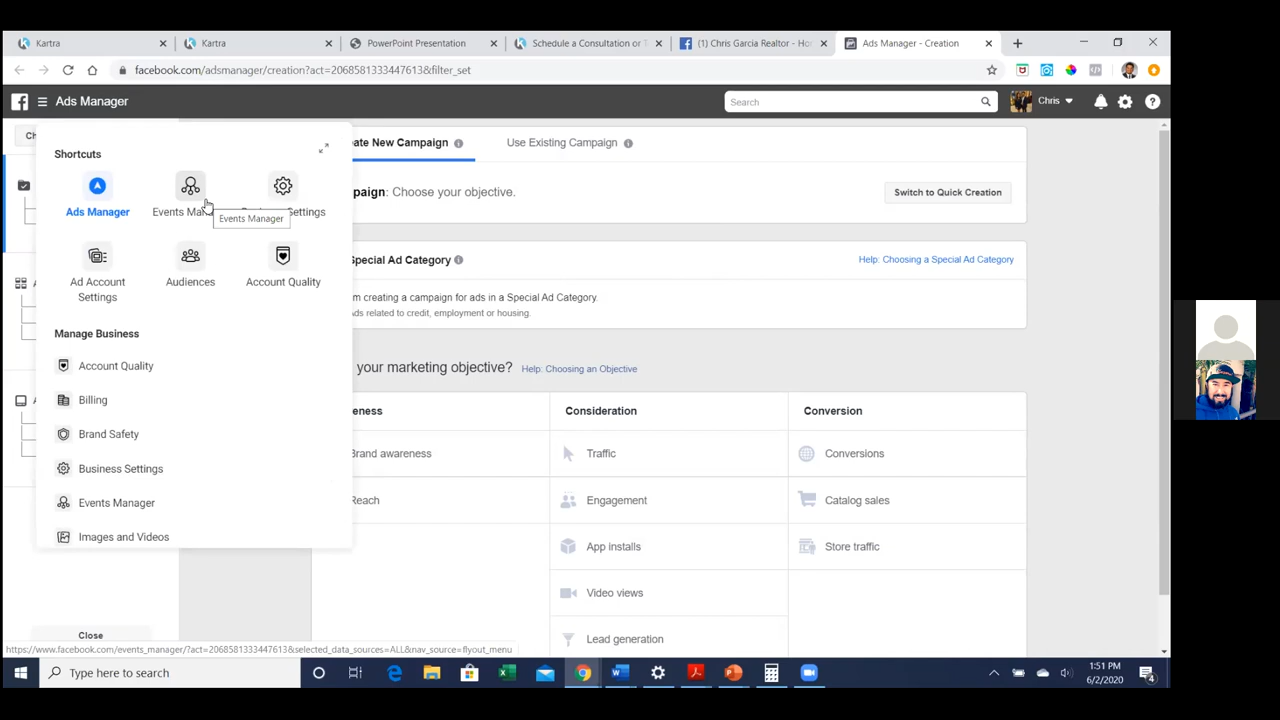 Kartra
Kartra
PowerPoint Presentation
Schedule a Consultation or T
(1) Chris Garcia Realtor - Ho
Ads Manager - Creation
facebook.com/adsmanager/creation?act=2068581333447613&filter_set
Ads Manager
Search
Chris
Ch
Shortcuts
Ads Manager
Events Man
Settings
Events Manager
Ad Account
Settings
Audiences
Account Quality
Manage Business
Account Quality
Billing
Brand Safety
Business Settings
Events Manager
Images and Videos
Close
eate New Campaign
Use Existing Campaign
paign: Choose your objective.
Switch to Quick Creation
Special Ad Category
Help: Choosing a Special Ad Category
m creating a campaign for ads in a Special Ad Category.
Ads related to credit, employment or housing.
your marketing objective?
Help: Choosing an Objective
eness
Consideration
Conversion
Brand awareness
Traffic
Conversions
Reach
Engagement
Catalog sales
App installs
Store traffic
Video views
Lead generation
https://www.facebook.com/events_manager/?act=2068581333447613&selected_data_sources=ALL&nav_source=flyout_menu
Type here to search
1:51 PM
6/2/2020
4